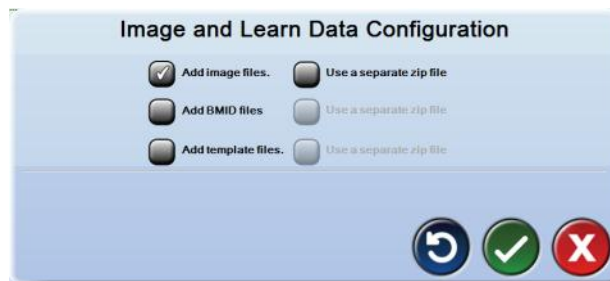 Image and Learn Data Configuration
Add image files. Use a separate zip file
Add BMID files Use a separate zip file
Add template files. Use a separate zip file